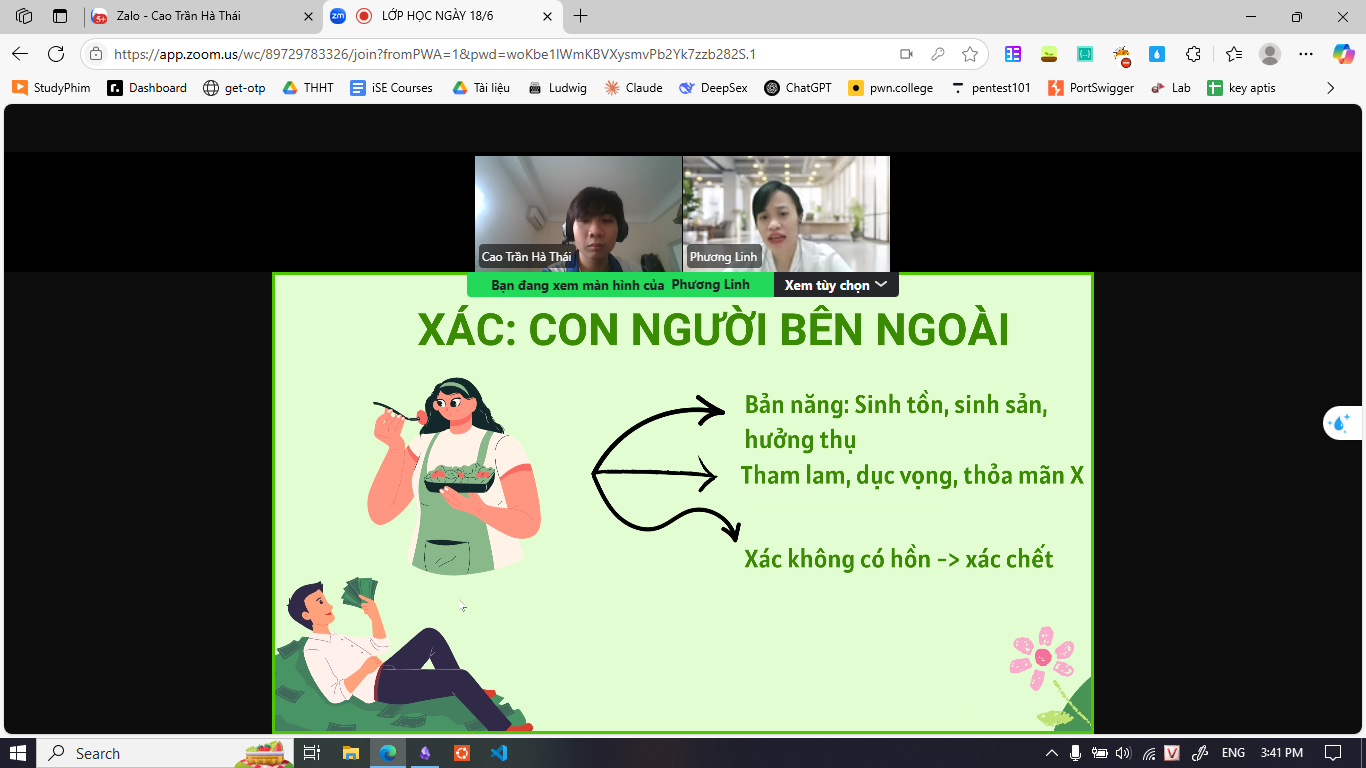 Zalo - Cao Trần Hà Thái
LỚP HỌC NGÀY 18/6
https://app.zoom.us/wc/89729783326/join?fromPWA=1&pwd=woKbe1IWmKBVXysmvPb2Yk7zzb282S.1
StudyPhim
Dashboard
get-otp
THHT
iSE Courses
Tài liệu
Ludwig
Claude
DeepSex
ChatGPT
pwn.college
pentest101
PortSwigger
Lab
key aptis
Cao Trần Hà Thái
Phương Linh
Bạn đang xem màn hình của Phương Linh
Xem tùy chọn
XÁC: CON NGƯỜI BÊN NGOÀI
Bản năng: Sinh tồn, sinh sản,
hưởng thụ
Tham lam, dục vọng, thỏa mãn X
Xác không có hồn -> xác chết
Search
ENG
3:41 PM